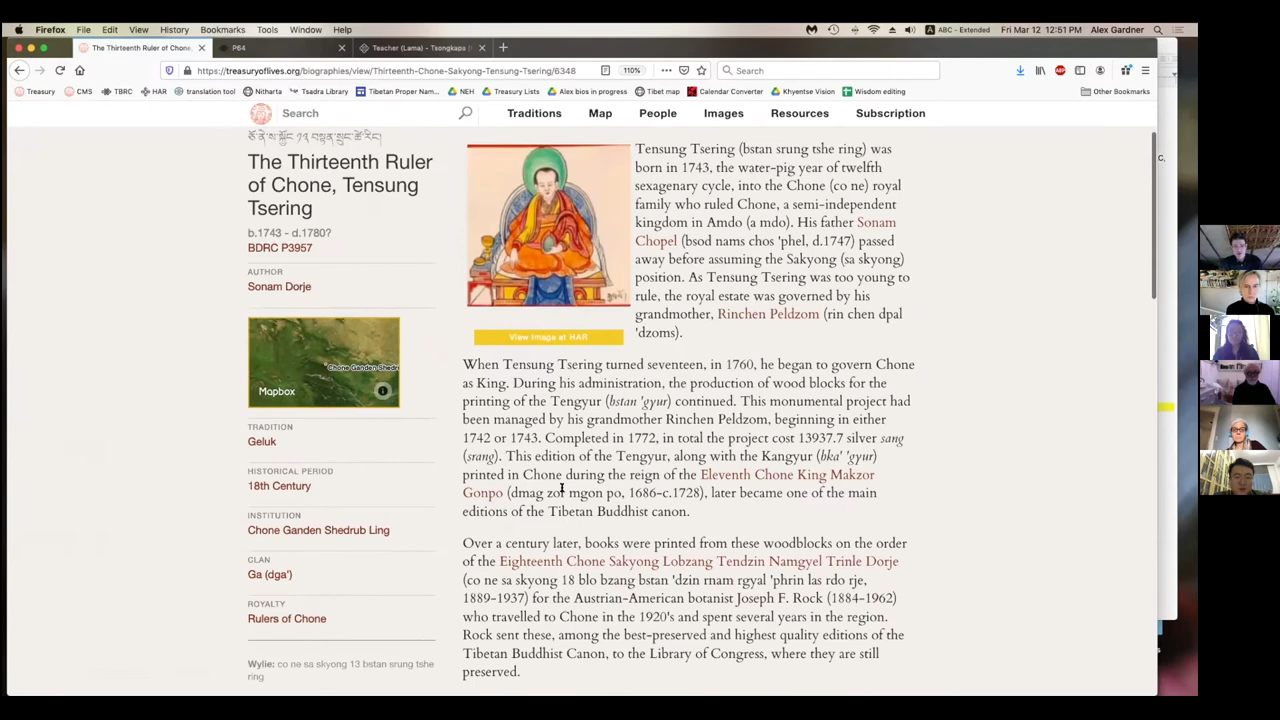 Firefox File Edit View History Bookmarks Tools Window Help
ABC - Extended Fri Mar 12 12:51 PM Alex Gardner
The Thirteenth Ruler of Chone,
P64
Teacher (Lama) - Tsongkapa
https://treasuryoflives.org/biographies/view/Thirteenth-Chone-Sakyong-Tensung-Tsering/6348
110%
Search
Treasury CMS TBRC HAR translation tool Nitharta Tsadra Library Tibetan Proper Nam... NEH Treasury Lists Alex bios in progress Tibet map Calendar Converter Khyentse Vision Wisdom editing Other Bookmarks
Search
Traditions Map People Images Resources Subscription
The Thirteenth Ruler
of Chone, Tensung
Tsering
b.1743 - d.1780?
BDRC P3957
AUTHOR
Sonam Dorje
Chone Ganden Shedru
Mapbox
TRADITION
Geluk
HISTORICAL PERIOD
18th Century
INSTITUTION
Chone Ganden Shedrub Ling
CLAN
Ga (dga')
ROYALTY
Rulers of Chone
Wylie: co ne sa skyong 13 bstan srung tshe
ring
View Image at HAR
Tensung Tsering (bstan srung tshe ring) was
born in 1743, the water-pig year of twelfth
sexagenary cycle, into the Chone (co ne) royal
family who ruled Chone, a semi-independent
kingdom in Amdo (a mdo). His father Sonam
Chopel (bsod nams chos 'phel, d.1747) passed
away before assuming the Sakyong (sa skyong)
position. As Tensung Tsering was too young to
rule, the royal estate was governed by his
grandmother, Rinchen Peldzom (rin chen dpal
'dzoms).
When Tensung Tsering turned seventeen, in 1760, he began to govern Chone
as King. During his administration, the production of wood blocks for the
printing of the Tengyur (bstan 'gyur) continued. This monumental project had
been managed by his grandmother Rinchen Peldzom, beginning in either
1742 or 1743. Completed in 1772, in total the project cost 13937.7 silver sang
(srang). This edition of the Tengyur, along with the Kangyur (bka' 'gyur)
printed in Chone during the reign of the Eleventh Chone King Makzor
Gonpo (dmag zor mgon po, 1686-c.1728), later became one of the main
editions of the Tibetan Buddhist canon.
Over a century later, books were printed from these woodblocks on the order
of the Eighteenth Chone Sakyong Lobzang Tendzin Namgyel Trinle Dorje
(co ne sa skyong 18 blo bzang bstan 'dzin rnam rgyal 'phrin las rdo rje,
1889-1937) for the Austrian-American botanist Joseph F. Rock (1884-1962)
who travelled to Chone in the 1920's and spent several years in the region.
Rock sent these, among the best-preserved and highest quality editions of the
Tibetan Buddhist Canon, to the Library of Congress, where they are still
preserved.